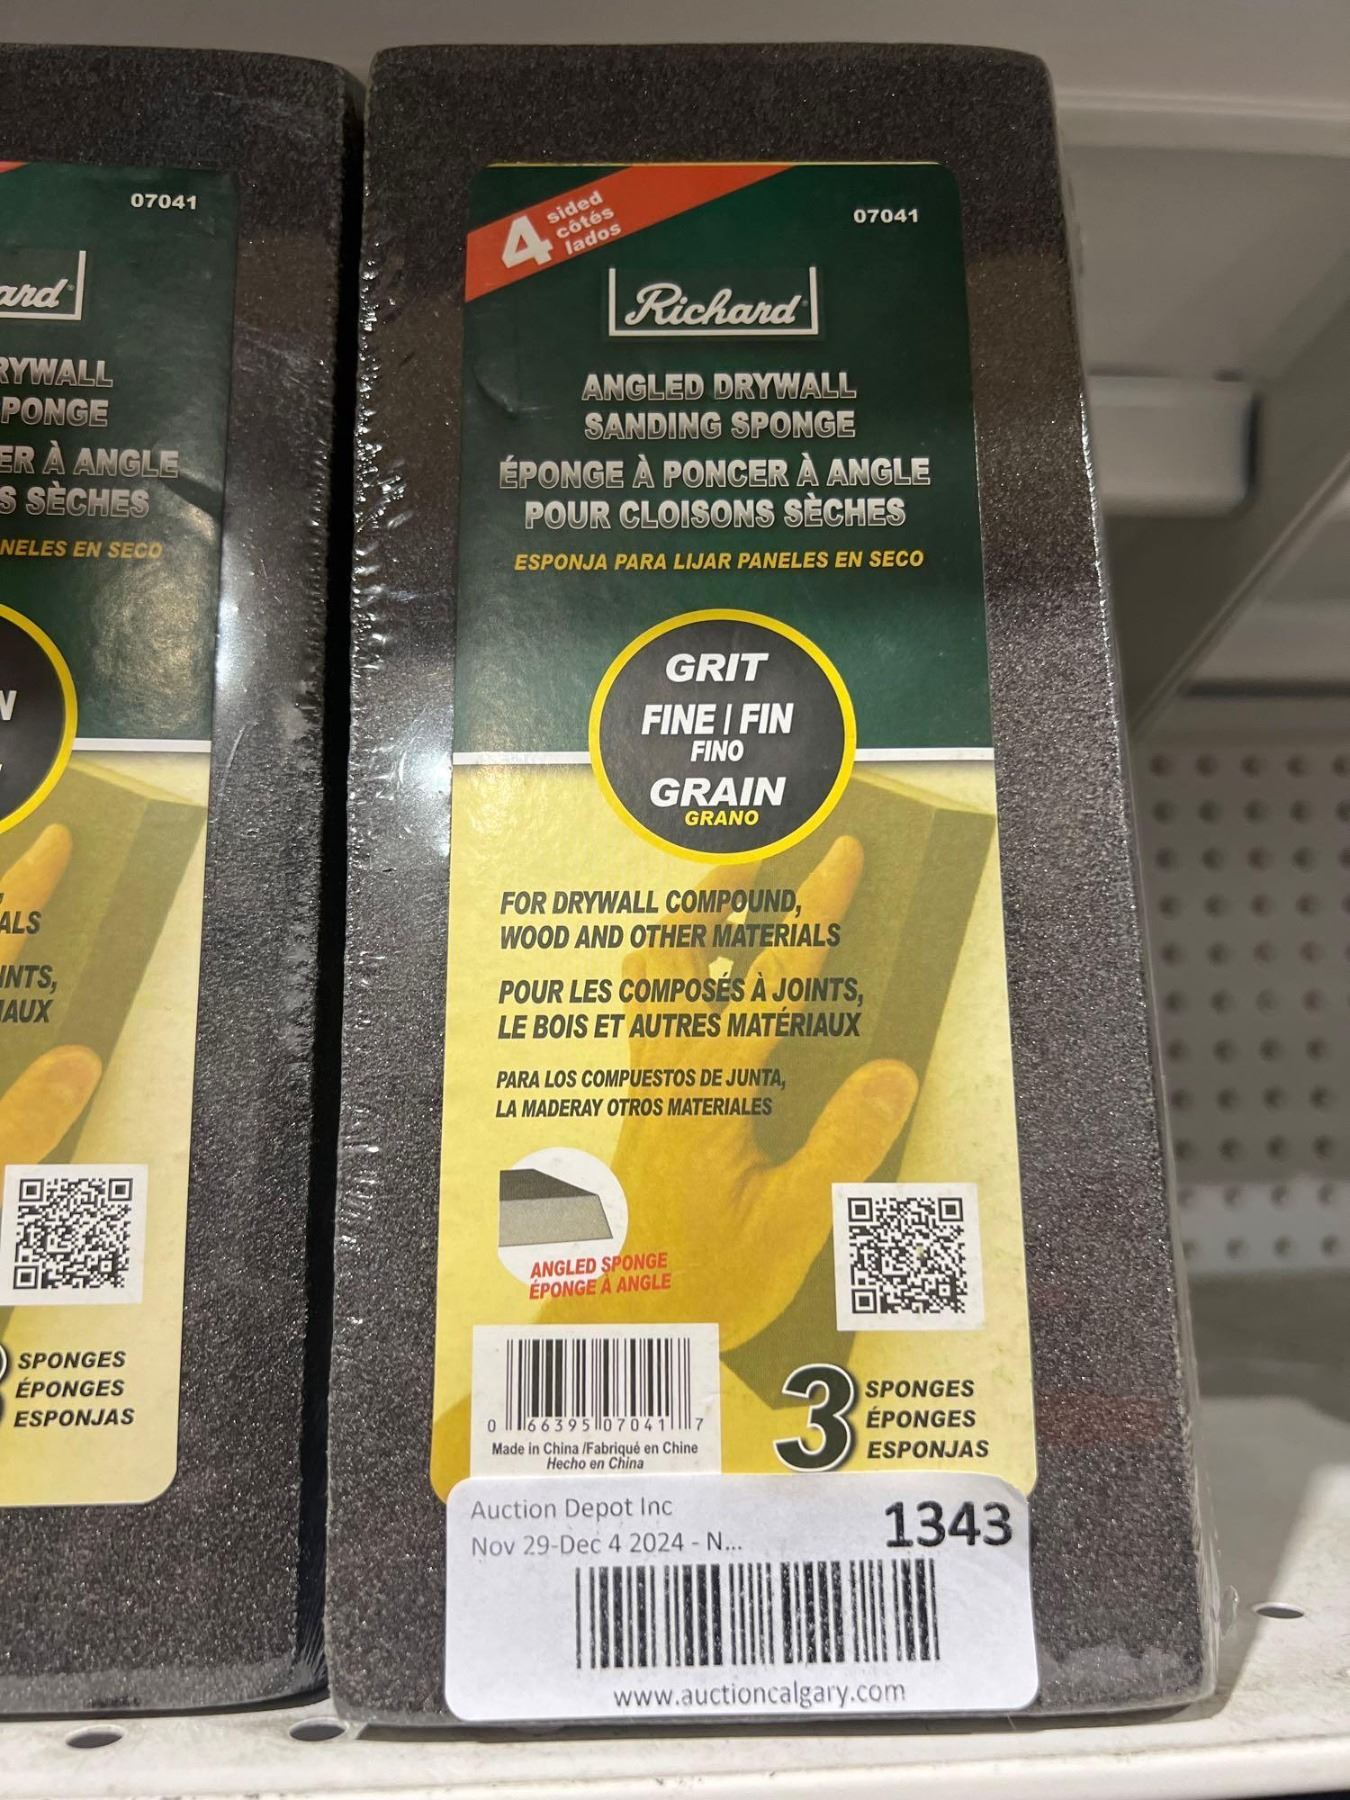 07041
ard
RYWALL
PONGE
ER À ANGLE
S SÈCHES
NELES EN SECO
ALS
INTS,
IAUX
SPONGES
ÉPONGES
ESPONJAS
4 sided
côtés
lados
07041
Richard
ANGLED DRYWALL
SANDING SPONGE
ÉPONGE À PONCER À ANGLE
POUR CLOISONS SÈCHES
ESPONJA PARA LIJAR PANELES EN SECO
GRIT
FINE | FIN
FINO
GRAIN
GRANO
FOR DRYWALL COMPOUND,
WOOD AND OTHER MATERIALS
POUR LES COMPOSÉS À JOINTS,
LE BOIS ET AUTRES MATÉRIAUX
PARA LOS COMPUESTOS DE JUNTA,
LA MADERAY OTROS MATERIALES
ANGLED SPONGE
ÉPONGE À ANGLE
0 66395 07041 7
Made in China /Fabriqué en Chine
Hecho en China
3 SPONGES
ÉPONGES
ESPONJAS
Auction Depot Inc 1343
Nov 29-Dec 4 2024 - N...
www.auctioncalgary.com